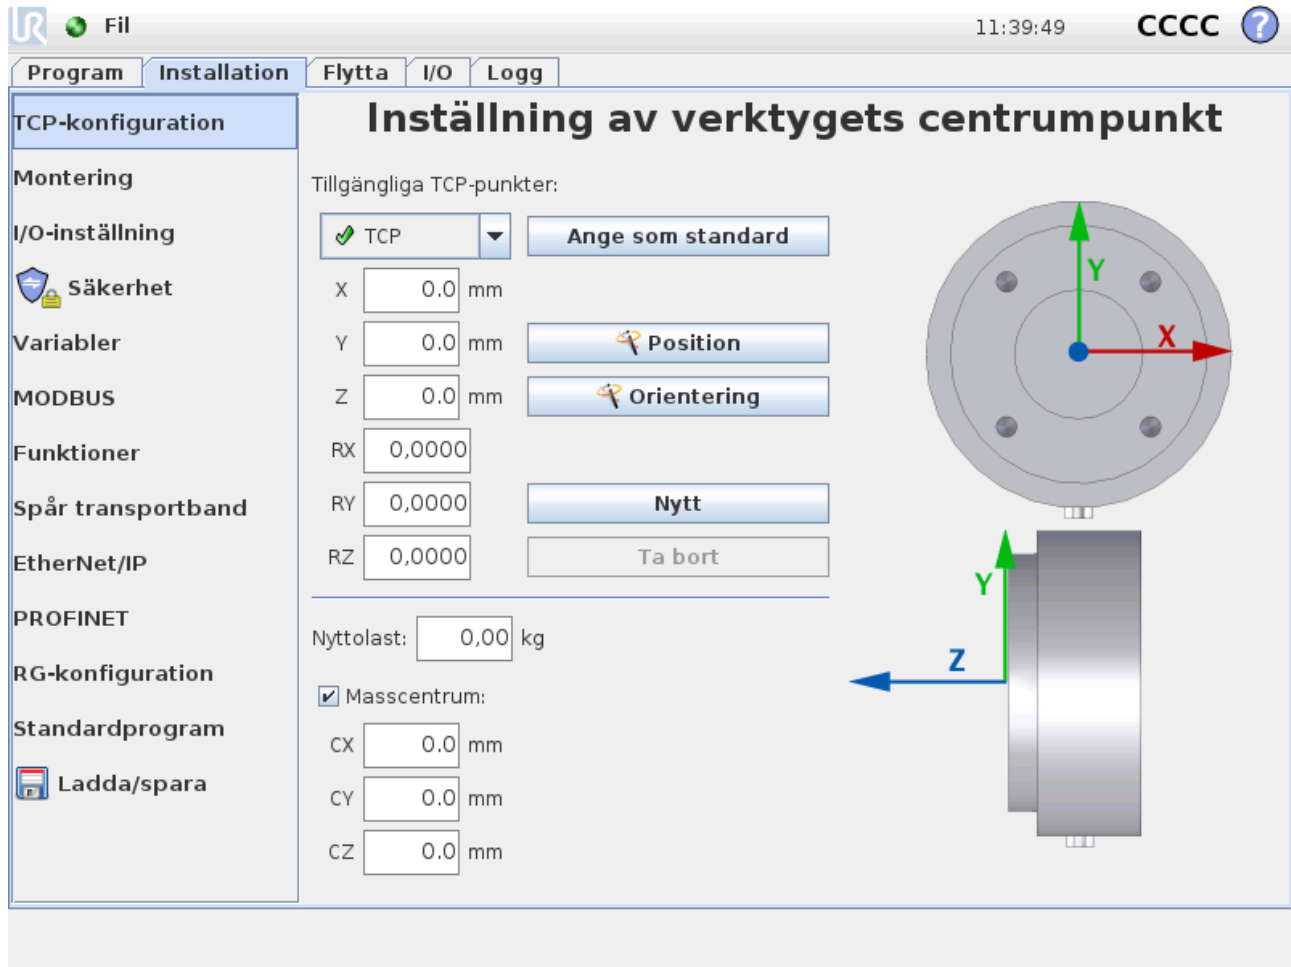 UR Fil 11:39:49 CCCC ?
Program Installation Flytta I/O Logg
TCP-konfiguration
Montering
I/O-inställning
Säkerhet
Variabler
MODBUS
Funktioner
Spår transportband
EtherNet/IP
PROFINET
RG-konfiguration
Standardprogram
Ladda/spara
Inställning av verktygets centrumpunkt
Tillgängliga TCP-punkter:
TCP Ange som standard
X 0.0 mm
Y 0.0 mm Position
Z 0.0 mm Orientering
RX 0,0000
RY 0,0000 Nytt
RZ 0,0000 Ta bort
Nyttolast: 0,00 kg
Masscentrum:
CX 0.0 mm
CY 0.0 mm
CZ 0.0 mm
Y
X
Y
Z